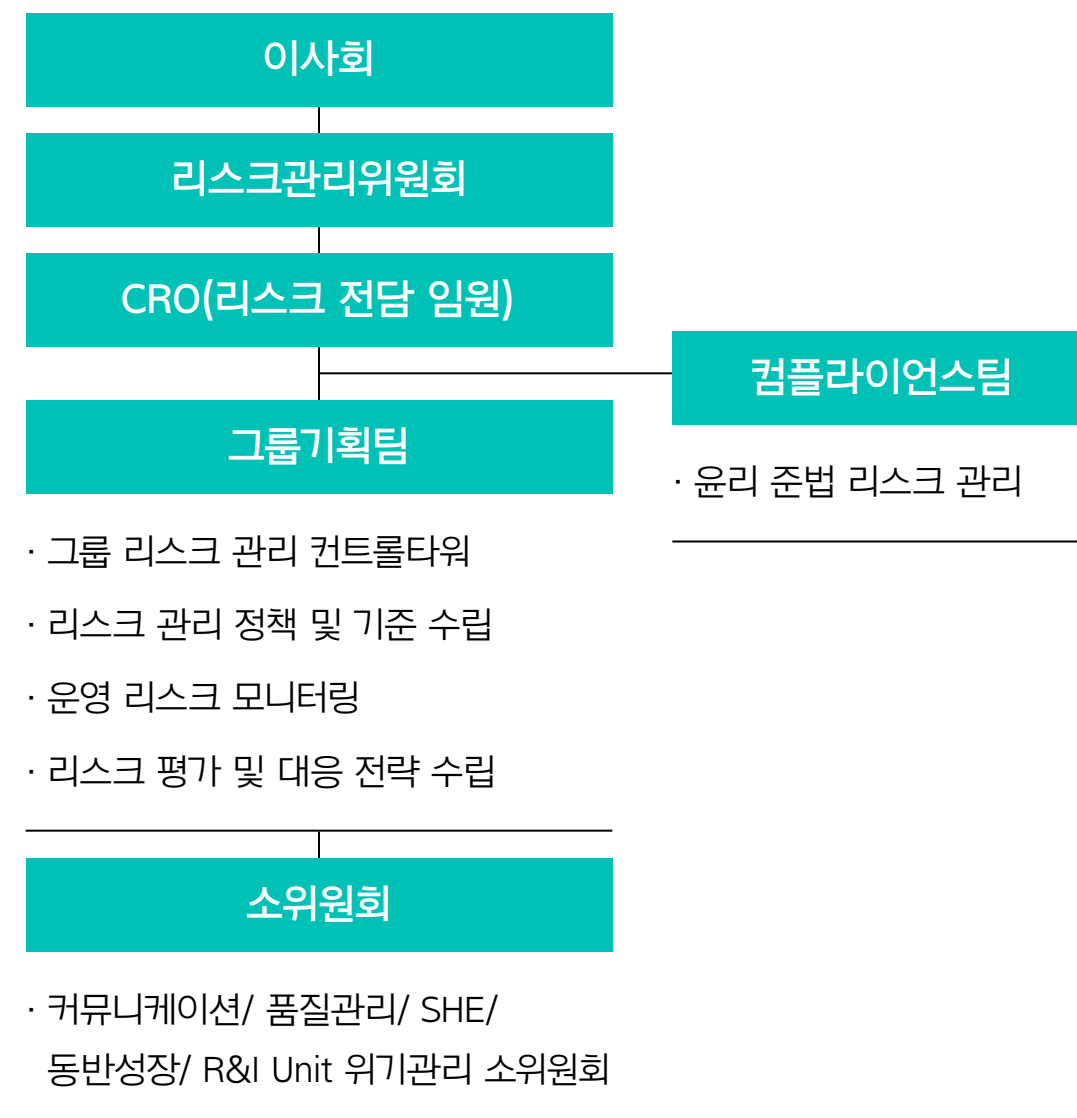 이사회
리스크관리위원회
CRO(리스크 전담 임원)
컴플라이언스팀
· 윤리 준법 리스크 관리
그룹기획팀
· 그룹 리스크 관리 컨트롤타워
· 리스크 관리 정책 및 기준 수립
· 운영 리스크 모니터링
· 리스크 평가 및 대응 전략 수립
소위원회
· 커뮤니케이션/ 품질관리/ SHE/
동반성장/ R&I Unit 위기관리 소위원회